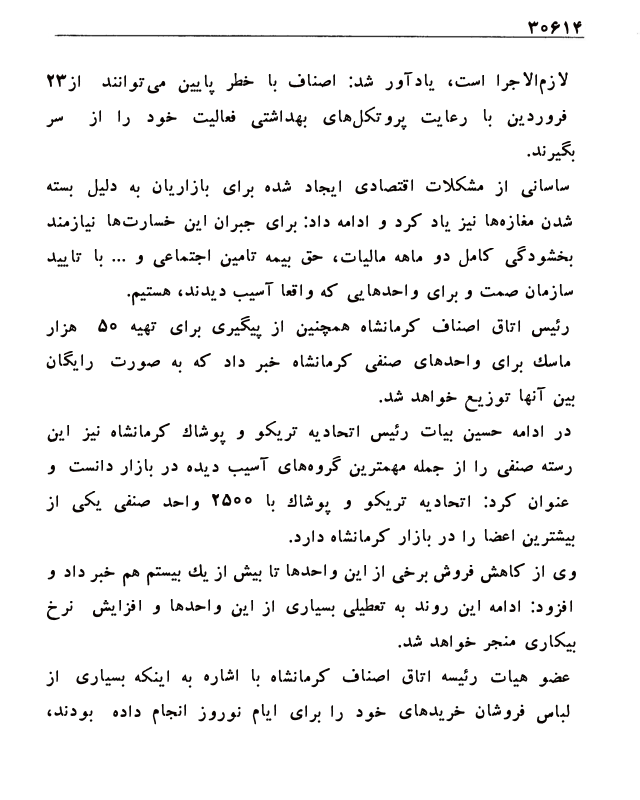 ۳۰۶۱۴
لازم‌الاجرا است، یادآور شد: اصناف با خطر پایین می‌توانند از۲۳
فروردین با رعایت پروتکل‌های بهداشتی فعالیت خود را از سر
بگیرند.
ساسانی از مشکلات اقتصادی ایجاد شده برای بازاریان به دلیل بسته
شدن مغازه‌ها نیز یاد کرد و ادامه داد: برای جبران این خسارت‌ها نیازمند
بخشودگی کامل دو ماهه مالیات، حق بیمه تامین اجتماعی و ... با تایید
سازمان صمت و برای واحدهایی که واقعا آسیب دیدند، هستیم.
رئیس اتاق اصناف کرمانشاه همچنین از پیگیری برای تهیه ۵۰ هزار
ماسك برای واحدهای صنفی کرمانشاه خبر داد که به صورت رایگان
بین آنها توزیع خواهد شد.
در ادامه حسین بیات رئیس اتحادیه تریکو و پوشاك کرمانشاه نیز این
رسته صنفی را از جمله مهمترین گروه‌های آسیب دیده در بازار دانست و
عنوان کرد: اتحادیه تریکو و پوشاك با ۲۵۰۰ واحد صنفی یکی از
بیشترین اعضا را در بازار کرمانشاه دارد.
وی از کاهش فروش برخی از این واحدها تا بیش از یك بیستم هم خبر داد و
افزود: ادامه این روند به تعطیلی بسیاری از این واحدها و افزایش نرخ
بیکاری منجر خواهد شد.
عضو هیات رئیسه اتاق اصناف کرمانشاه با اشاره به اینکه بسیاری از
لباس فروشان خریدهای خود را برای ایام نوروز انجام داده بودند،